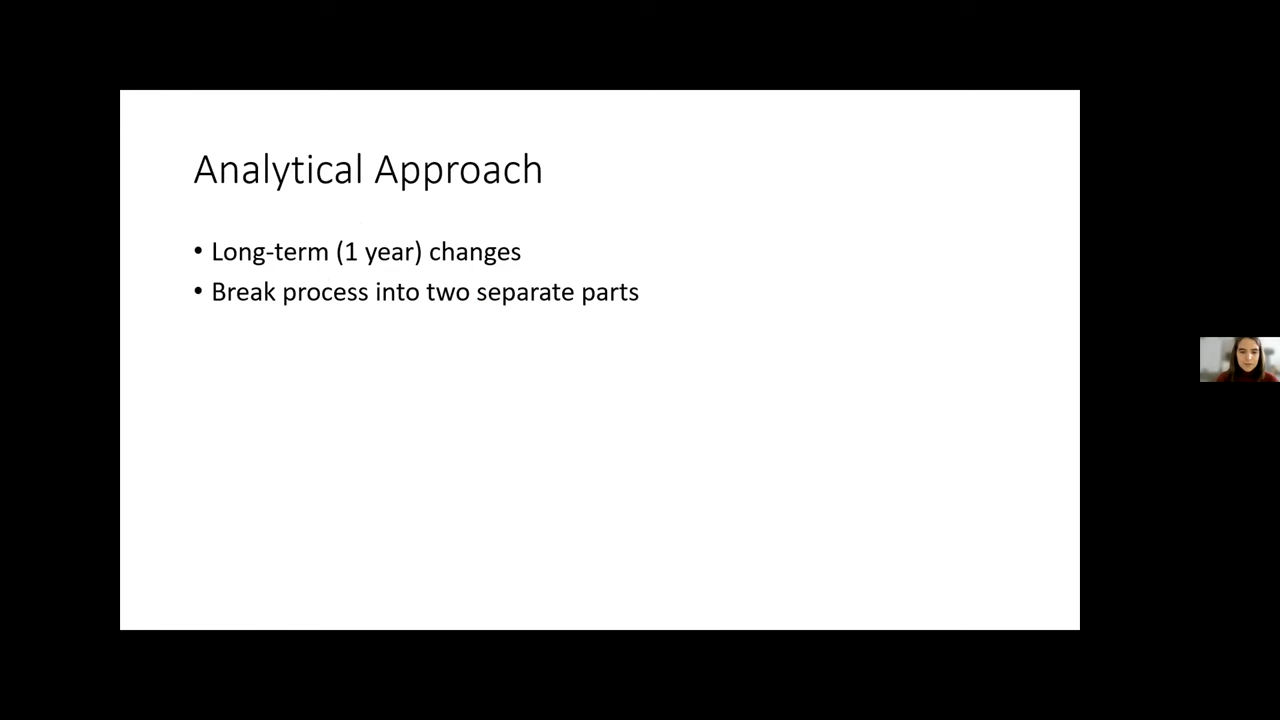 Analytical Approach
• Long-term (1 year) changes
• Break process into two separate parts